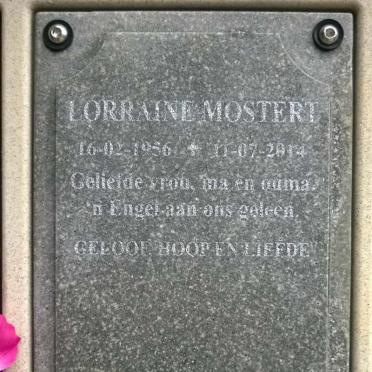 LORRAINE MOSTERT
16-02-1956 ✝ 11-07-2014
Geliefde vrou, ma en ouma.
'n Engel aan ons geleen.
GELOOF HOOP EN LIEFDE